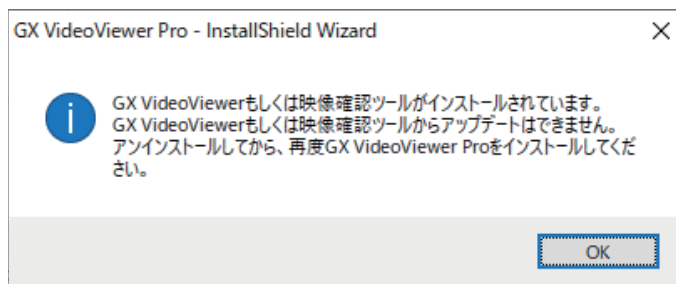 GX VideoViewer Pro - InstallShield Wizard
GX VideoViewerもしくは映像確認ツールがインストールされています。
GX VideoViewerもしくは映像確認ツールからアップデートはできません。
アンインストールしてから、再度GX VideoViewer Proをインストールしてくだ
さい。
OK